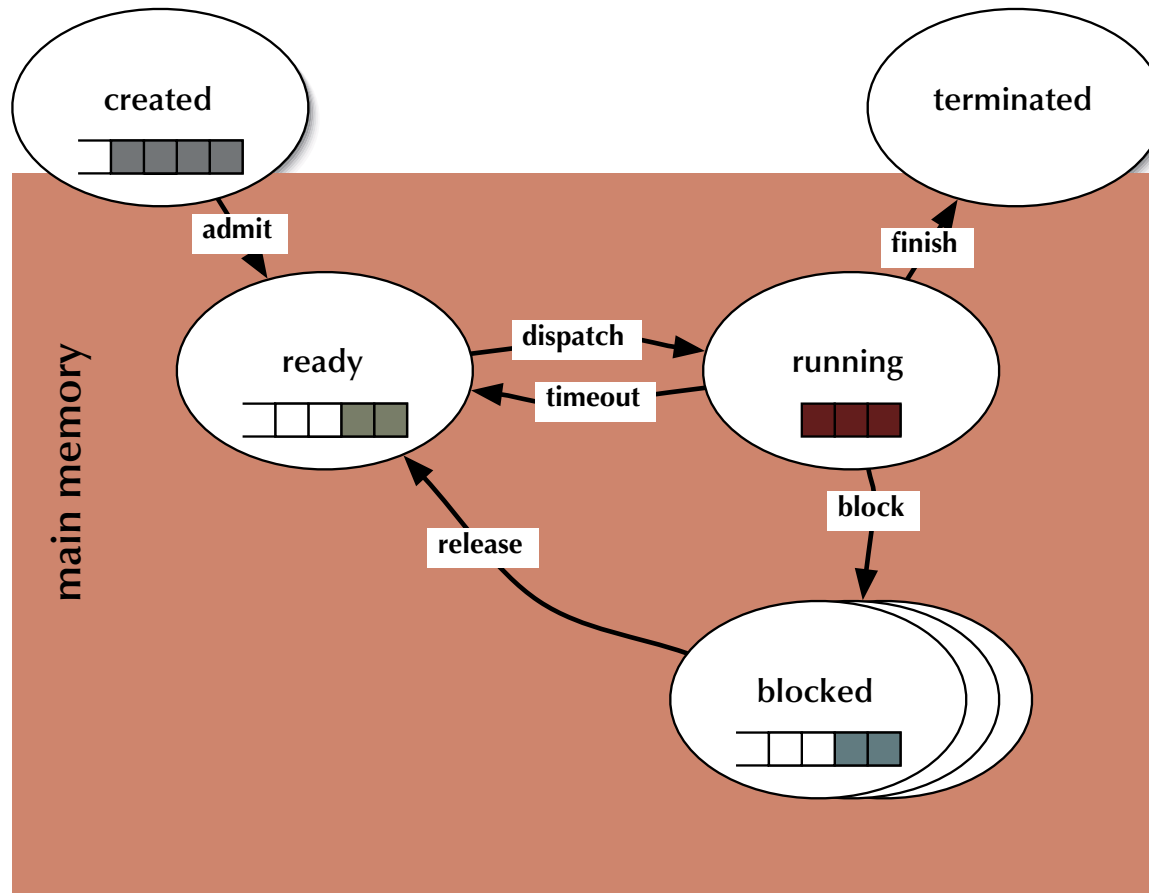 created
terminated
admit
finish
dispatch
ready
running
timeout
main memory
block
release
blocked